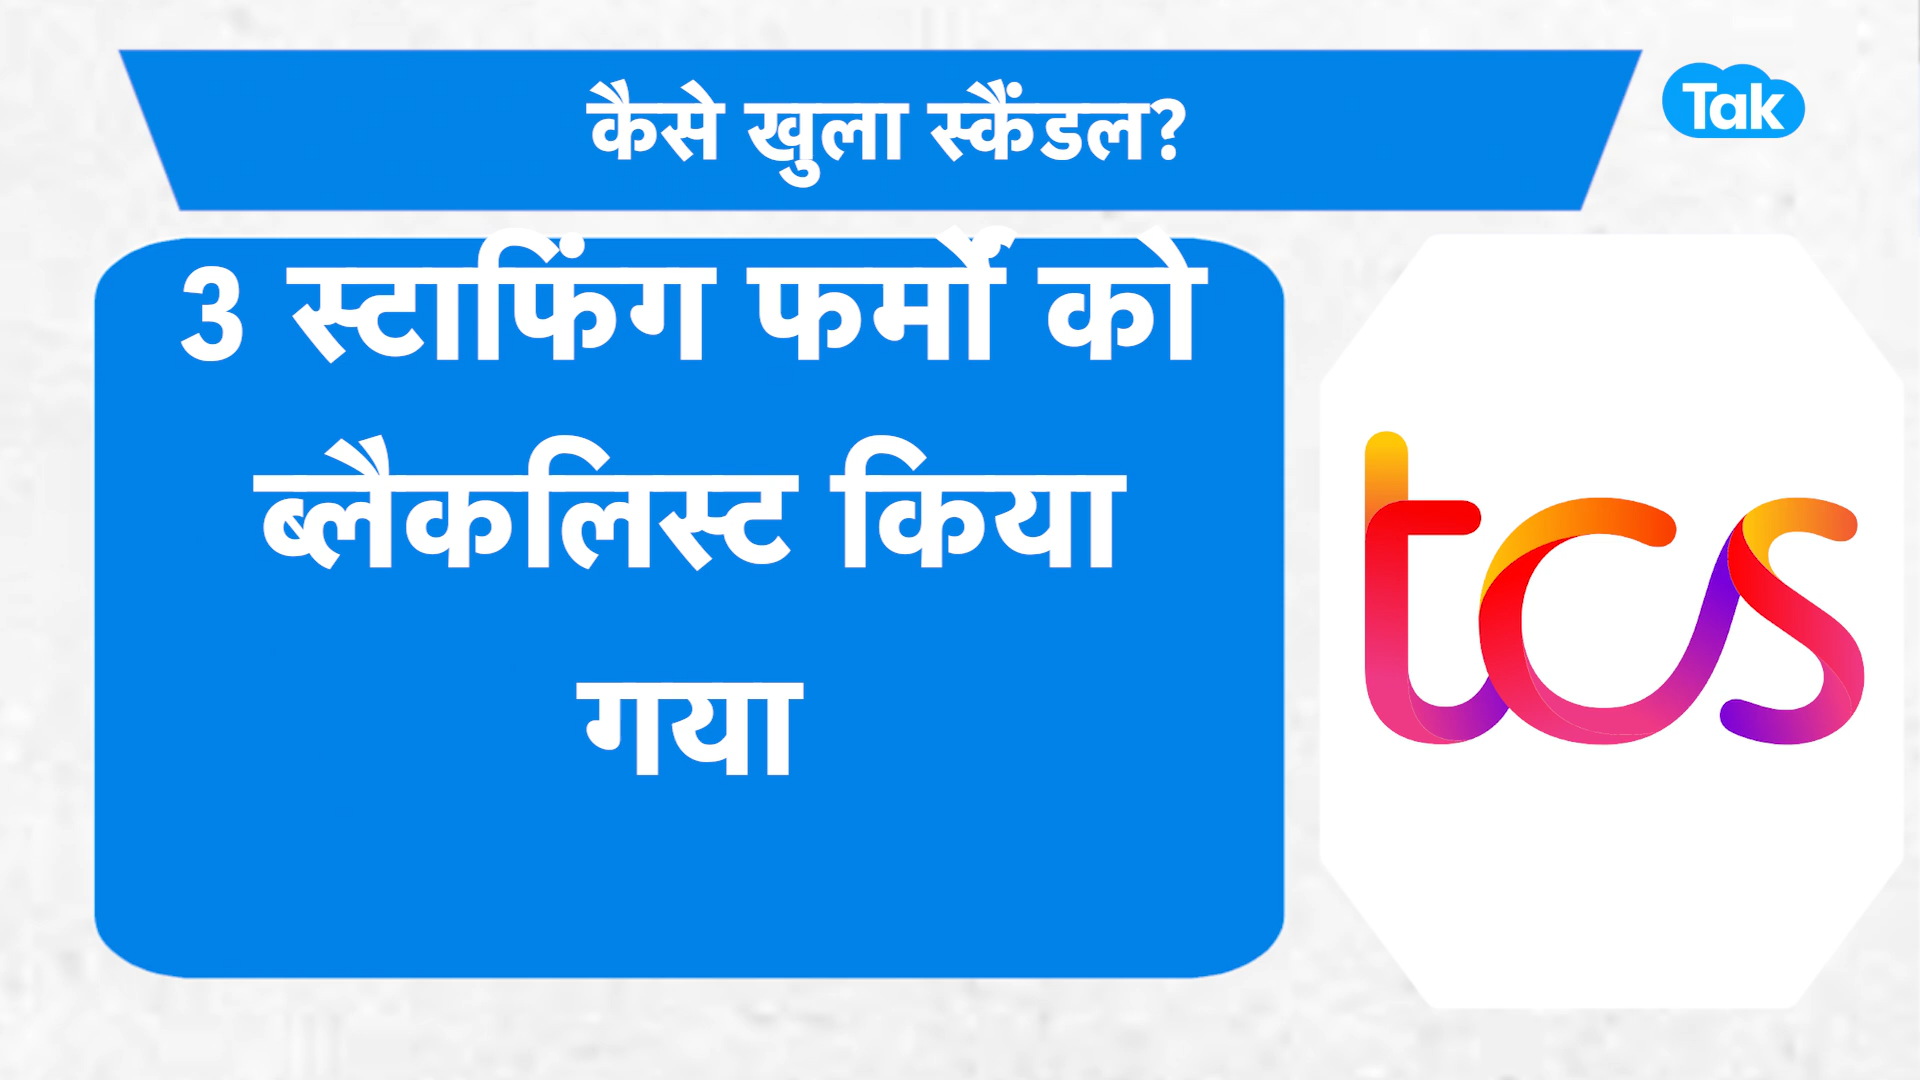 कैसे खुला स्कैंडल?
Tak
3 स्टाफिंग फर्मों को
ब्लैकलिस्ट किया
गया
tcs